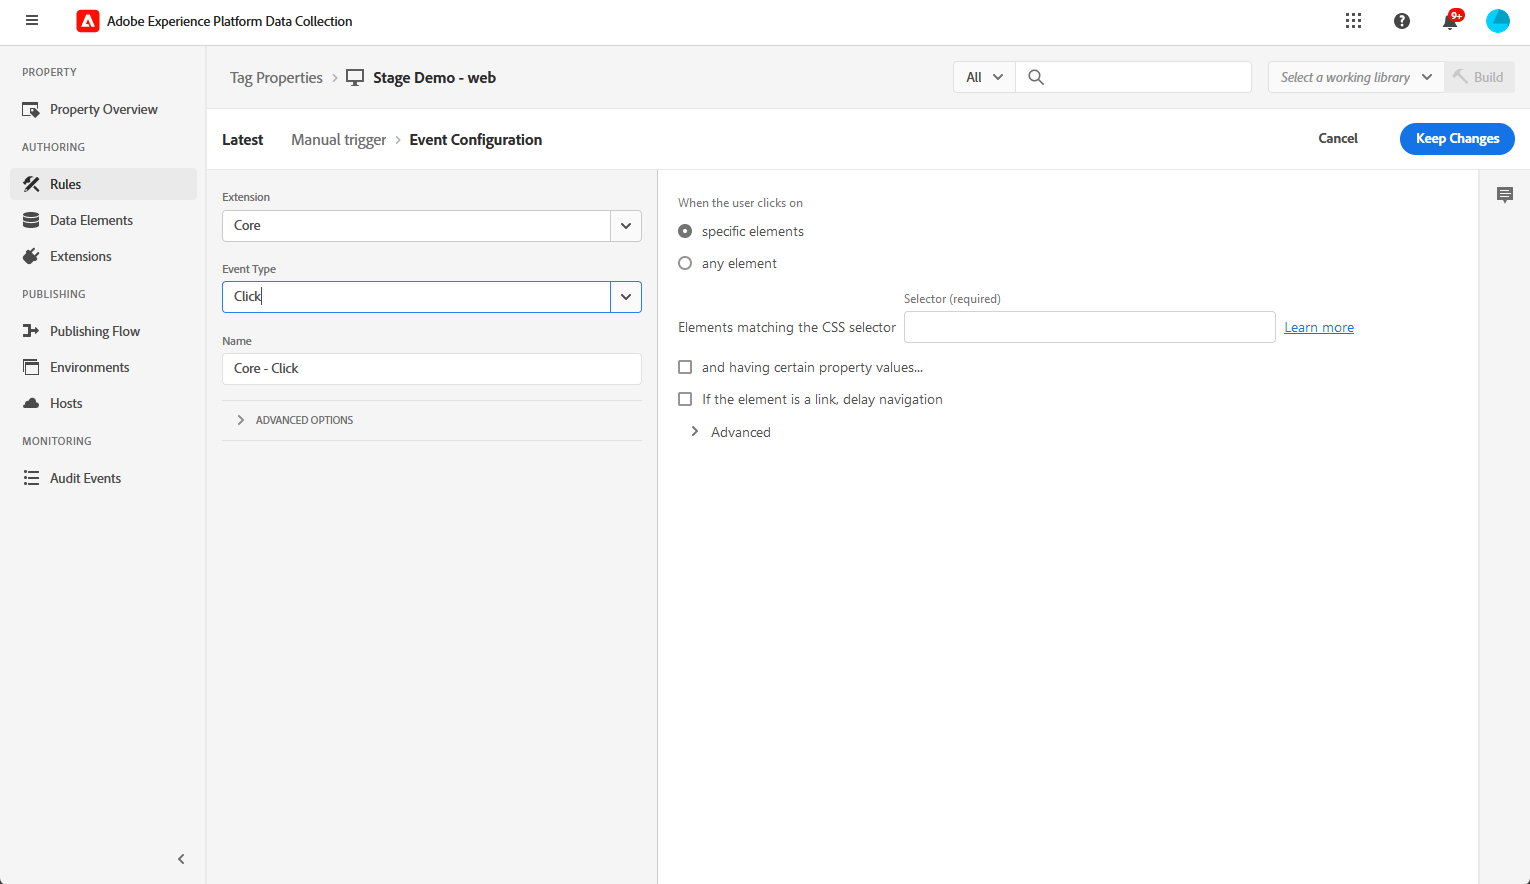 Adobe Experience Platform Data Collection
9+
PROPERTY
Property Overview
AUTHORING
Rules
Data Elements
Extensions
PUBLISHING
Publishing Flow
Environments
Hosts
MONITORING
Audit Events
Tag Properties > Stage Demo - web
All
Select a working library
Build
Latest
Manual trigger > Event Configuration
Cancel
Keep Changes
Extension
Core
Event Type
Click
Name
Core - Click
ADVANCED OPTIONS
When the user clicks on
specific elements
any element
Selector (required)
Elements matching the CSS selector
Learn more
and having certain property values...
If the element is a link, delay navigation
Advanced